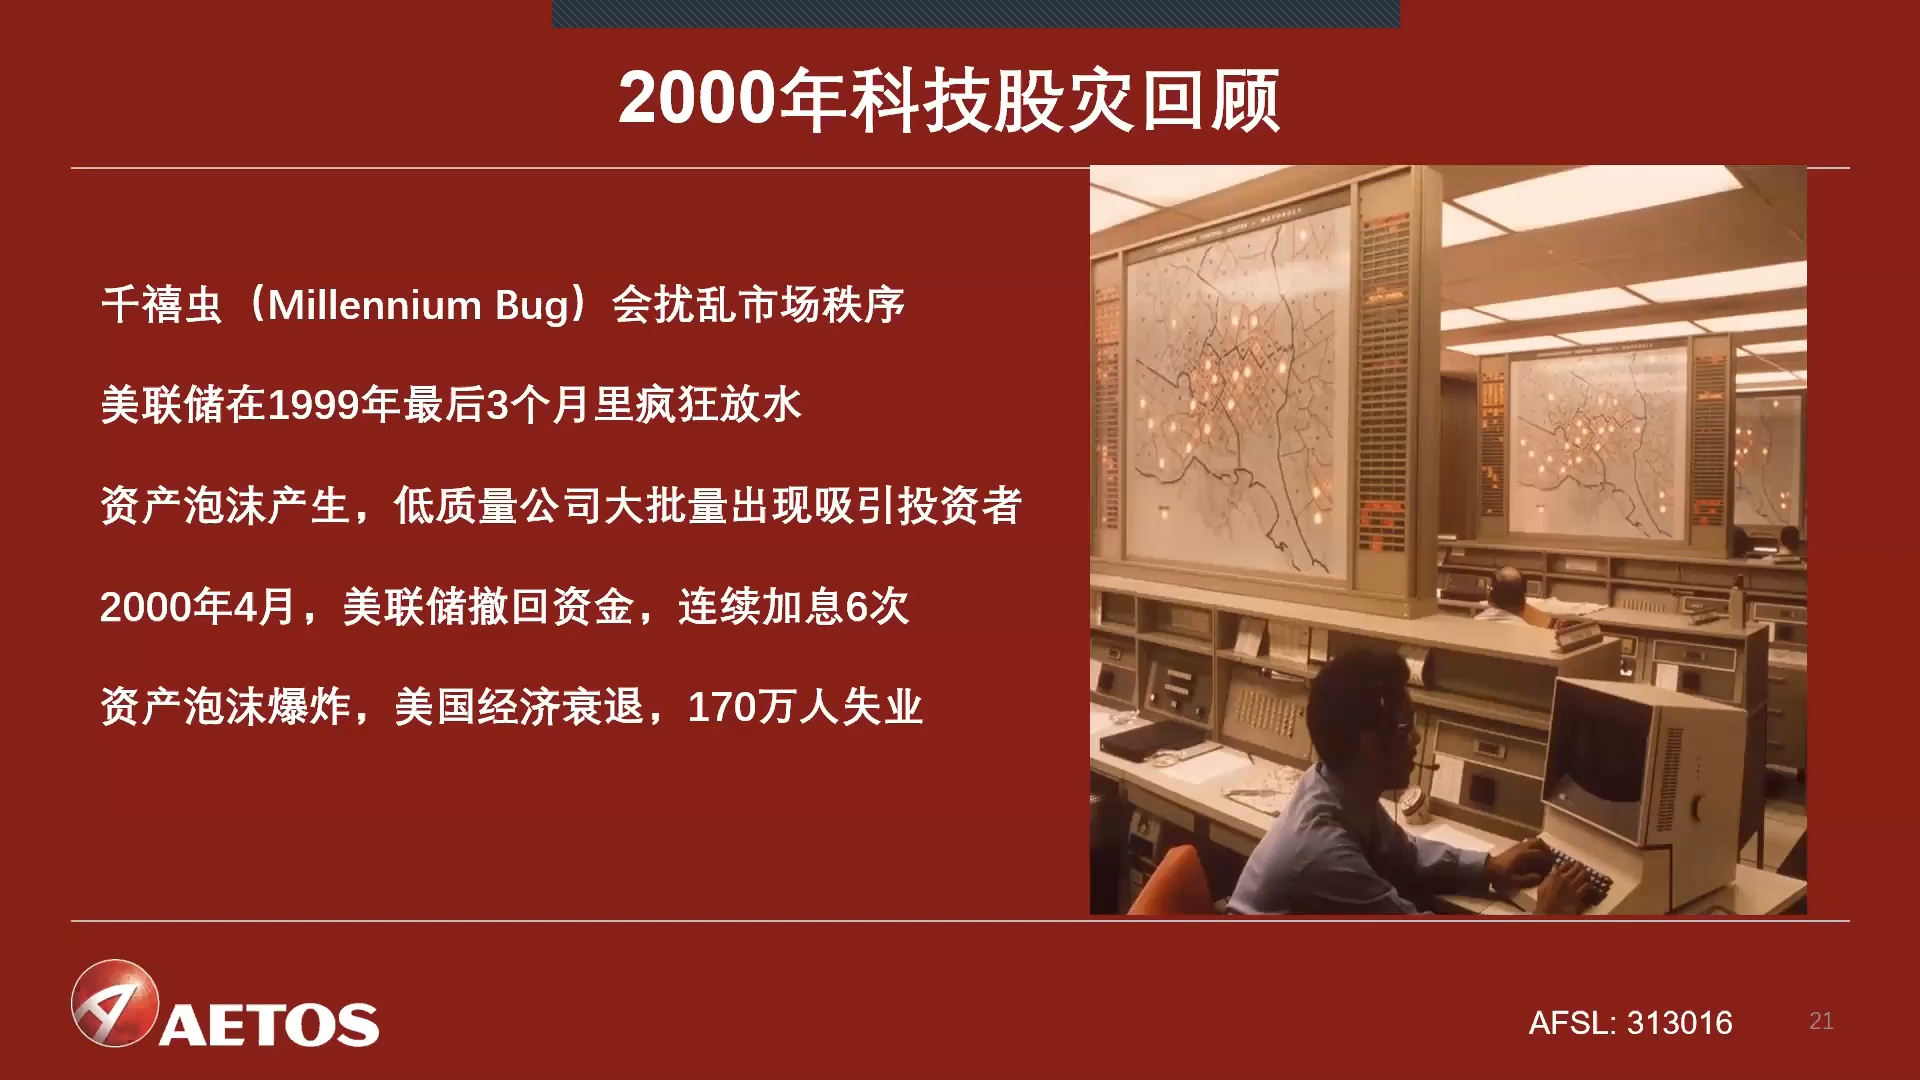 2000年科技股灾回顾
千禧虫（Millennium Bug）会扰乱市场秩序
美联储在1999年最后3个月里疯狂放水
资产泡沫产生，低质量公司大批量出现吸引投资者
2000年4月，美联储撤回资金，连续加息6次
资产泡沫爆炸，美国经济衰退，170万人失业
AETOS
AFSL: 313016
21